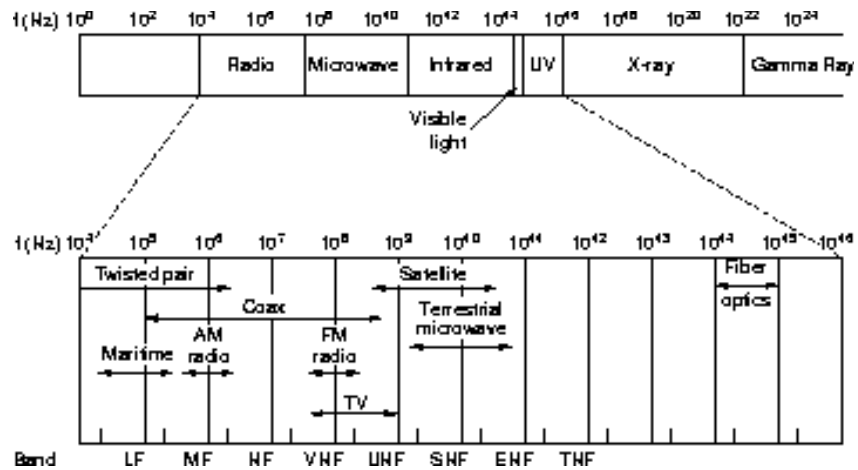 f (Hz) 10⁰ 10² 10⁴ 10⁶ 10⁸ 10¹⁰ 10¹² 10¹⁴ 10¹⁶ 10¹⁸ 10²⁰ 10²² 10²⁴
Radio Microwave Infrared UV X-ray Gamma Ray
Visible
light
f (Hz) 10⁴ 10⁵ 10⁶ 10⁷ 10⁸ 10⁹ 10¹⁰ 10¹¹ 10¹² 10¹³ 10¹⁴ 10¹⁵ 10¹⁶
Twisted pair Satellite Fiber
optics
Coax
Terrestrial
microwave
AM
radio
FM
radio
Maritime
TV
Band LF MF HF VHF UHF SHF EHF THF